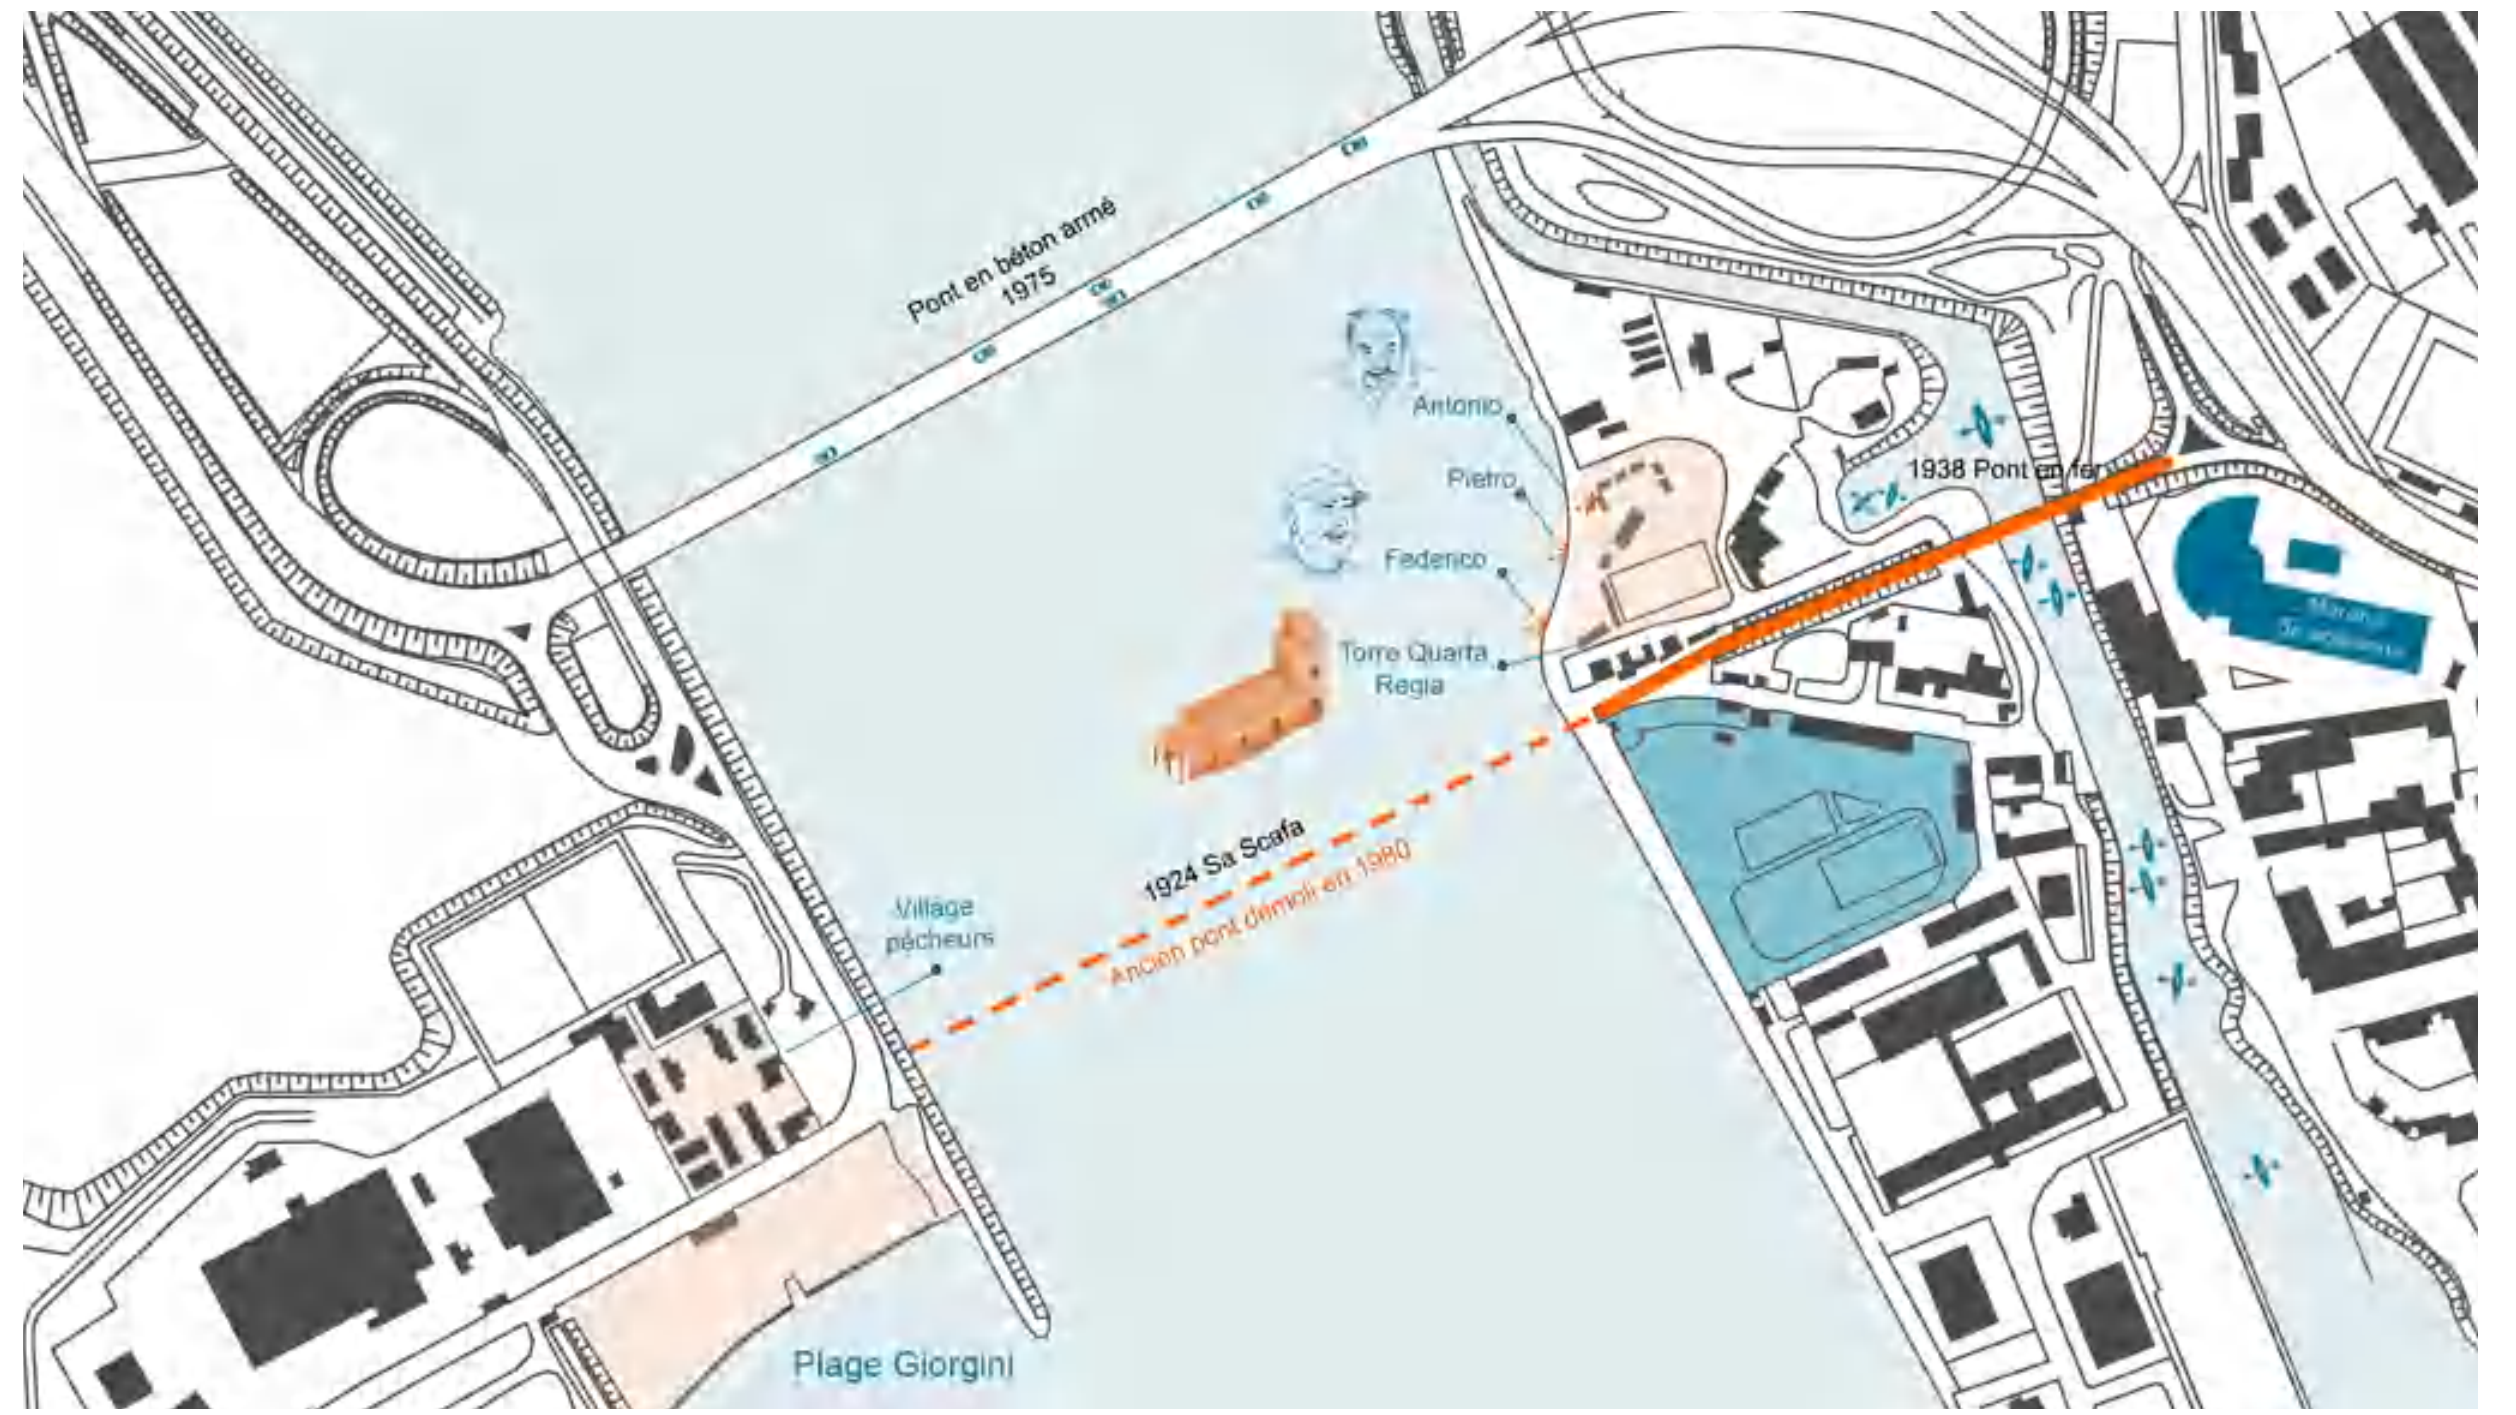 Pont en béton armé
1975
Antonio
Pietro
1938 Pont en fer
Federico
Torre Quarta
Regia
1924 Sa Scafa
Ancien pont démoli en 1980
Village
pêcheurs
Plage Giorgini